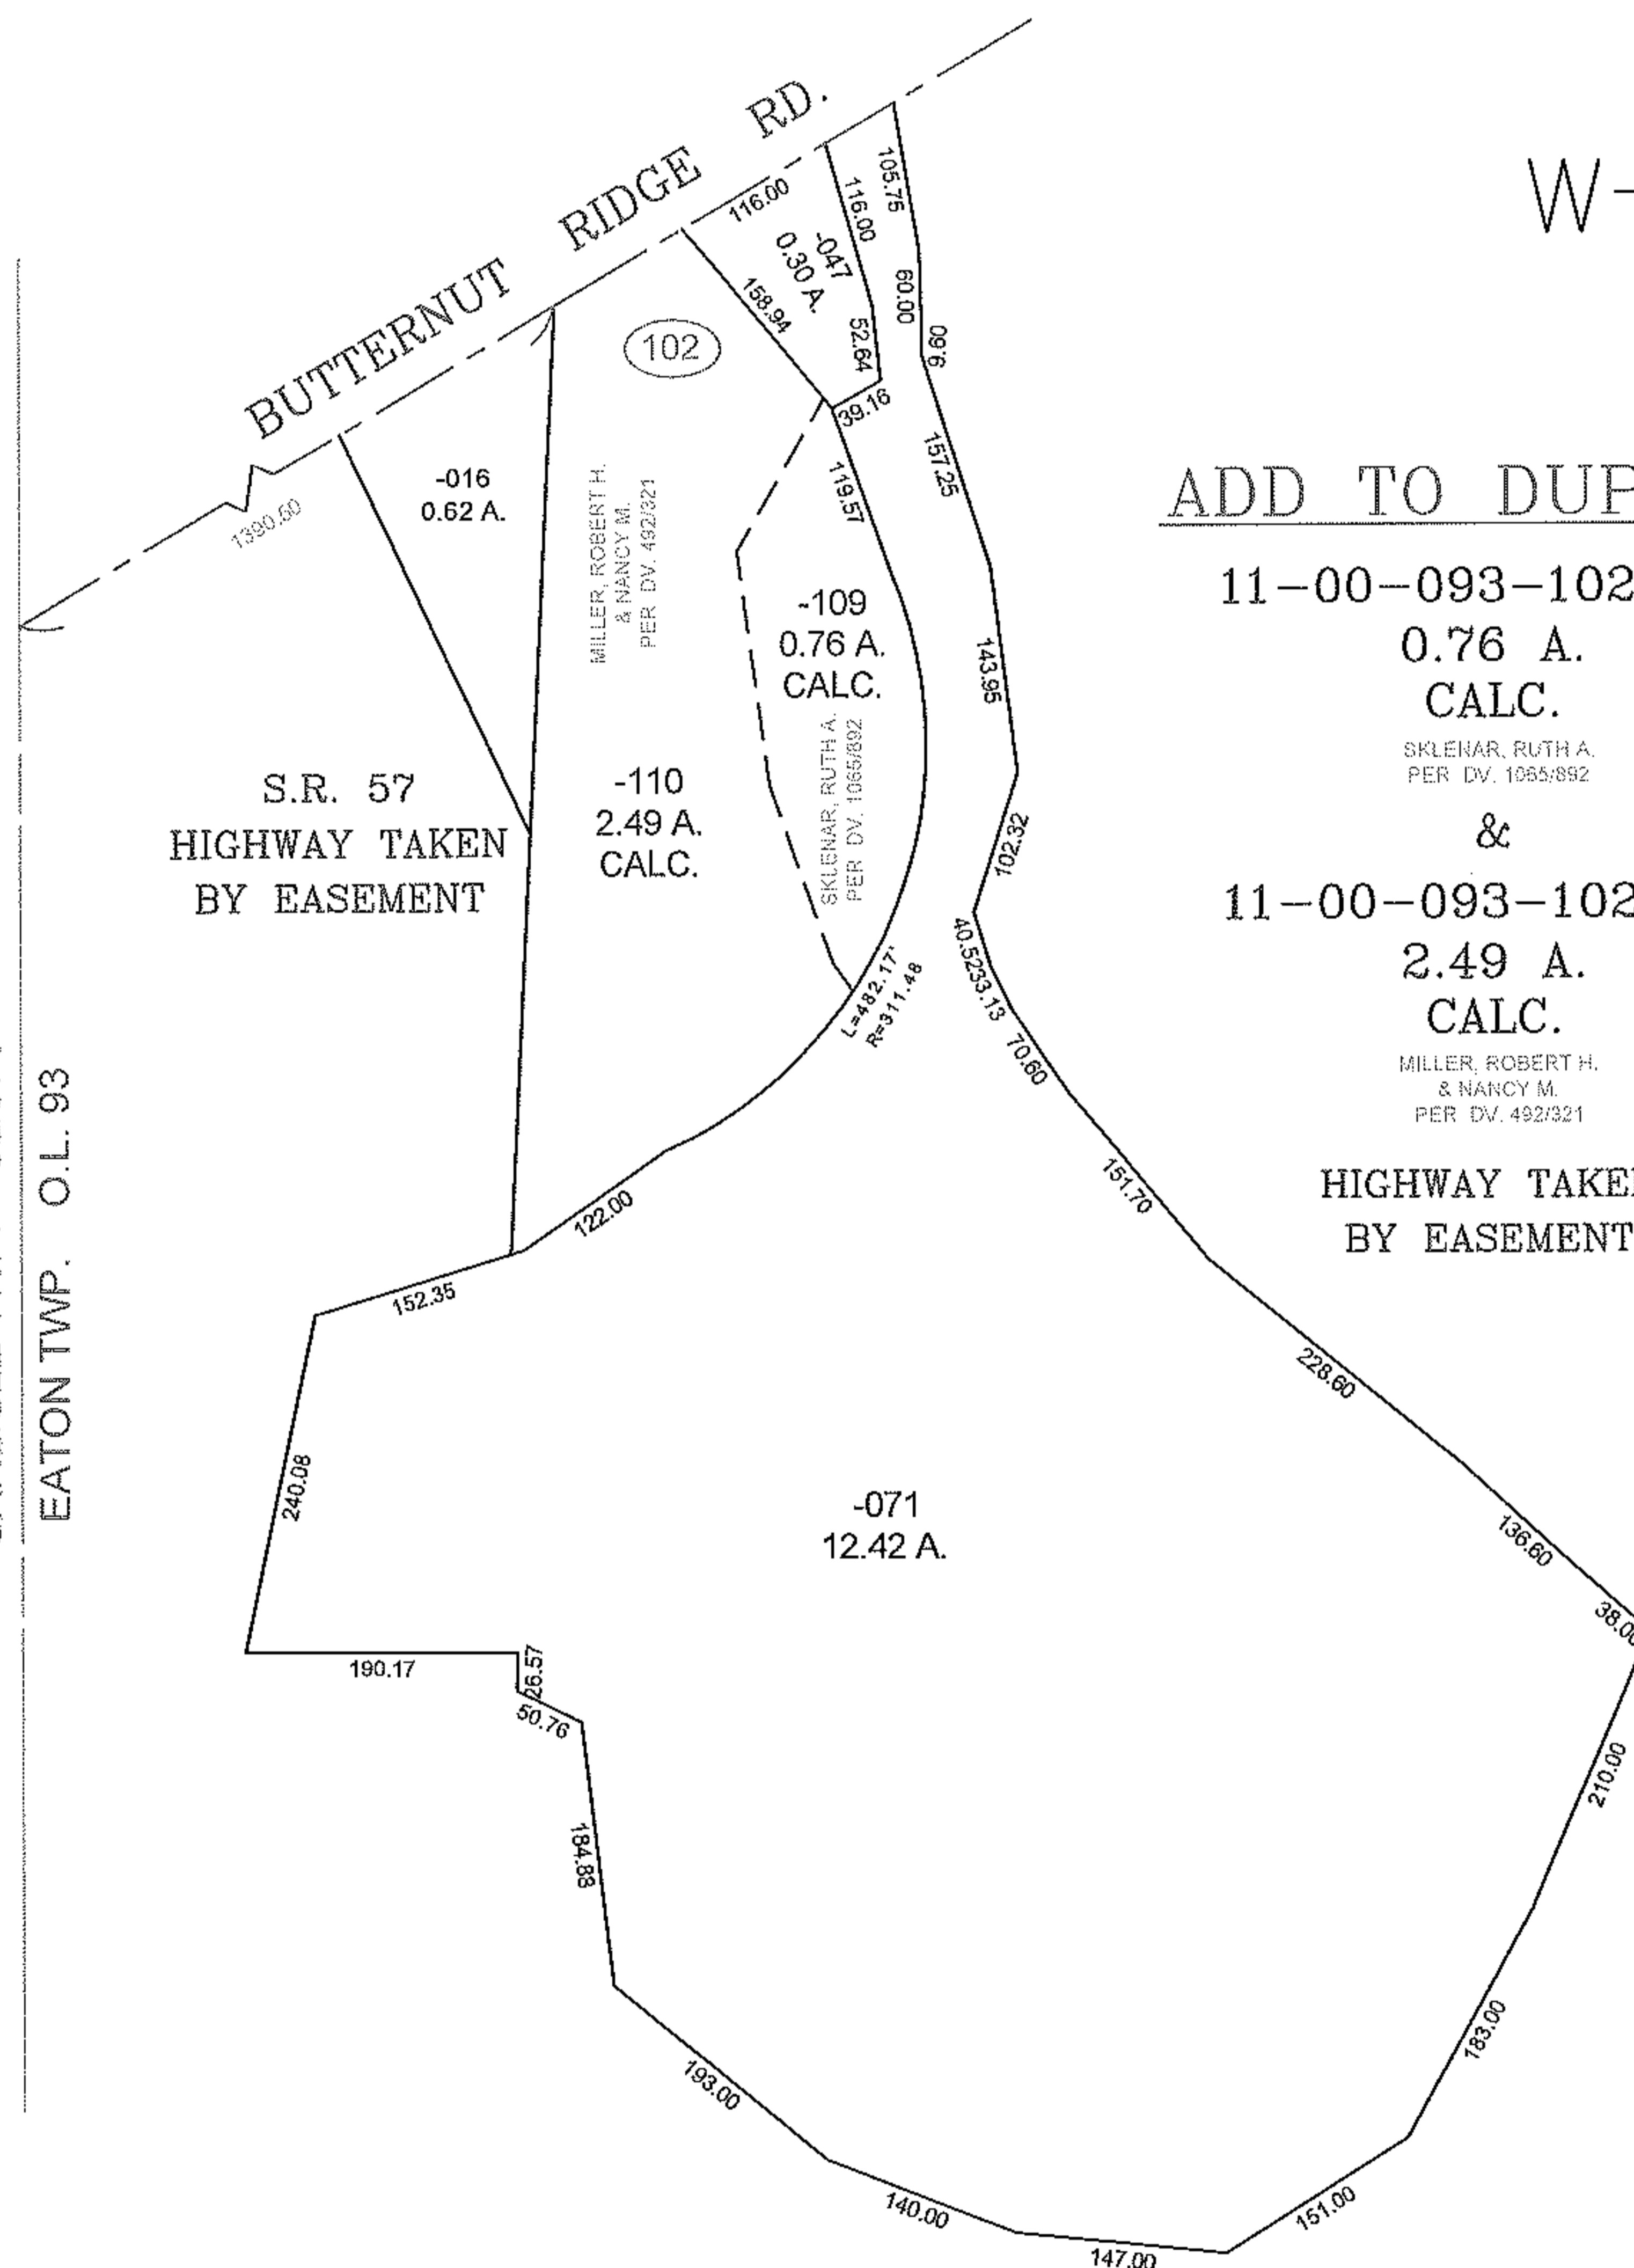 BUTTERNUT RIDGE RD.
W-
116.00
105.75
116.00
-047
0.30 A.
158.94
60.00
52.64
9.60
39.16
102
1390.50
-016
0.62 A.
MILLER, ROBERT H.
& NANCY M.
PER DV. 492/321
119.57
157.25
ADD TO DUP
11-00-093-102
0.76 A.
CALC.
SKLENAR, RUTH A.
PER DV. 1065/892
&
11-00-093-102
2.49 A.
CALC.
MILLER, ROBERT H.
& NANCY M.
PER DV. 492/321
HIGHWAY TAKEN
BY EASEMENT
-109
0.76 A.
CALC.
SKLENAR, RUTH A.
PER DV. 1065/892
143.95
S.R. 57
HIGHWAY TAKEN
BY EASEMENT
-110
2.49 A.
CALC.
102.32
L=482.17'
R=311.48
40.52
33.13
70.60
151.70
EATON TWP. O.L. 93
122.00
152.35
228.60
240.08
-071
12.42 A.
136.60
38.00
190.17
26.57
50.76
210.00
184.88
183.00
193.00
151.00
140.00
147.00